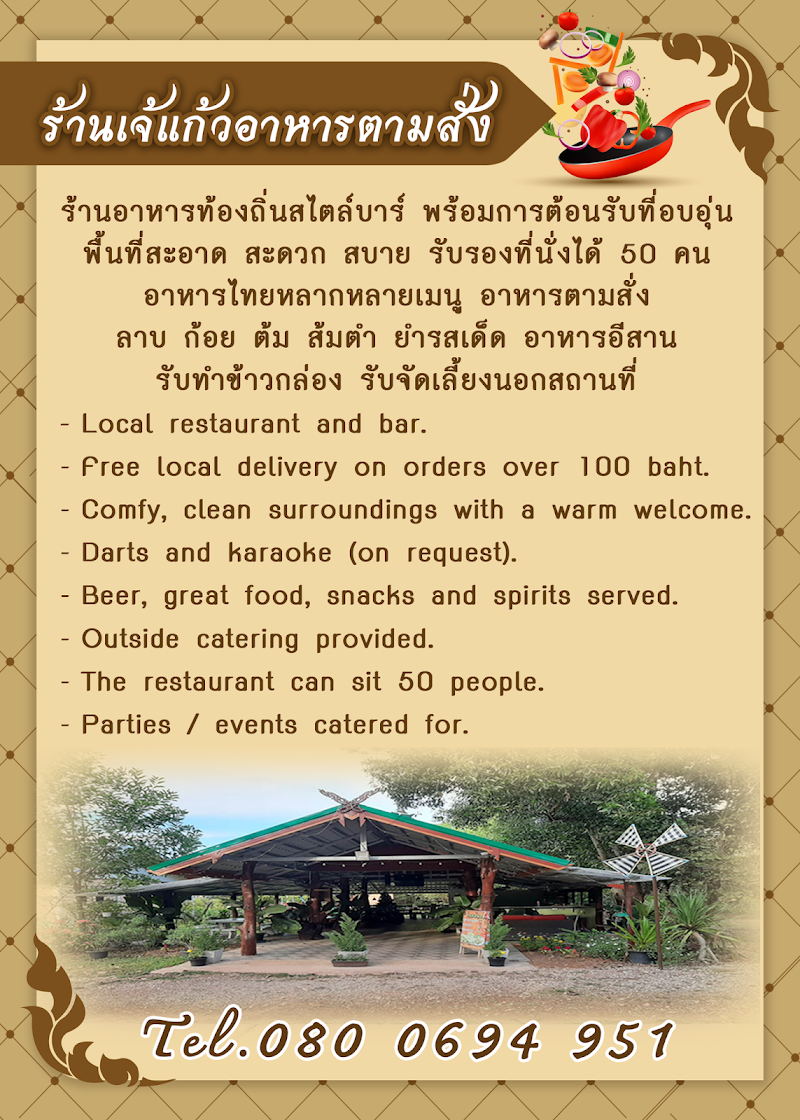 ร้านเจ้แก้วอาหารตามสั่ง
ร้านอาหารท้องถิ่นสไตล์บาร์ พร้อมการต้อนรับที่อบอุ่น
พื้นที่สะอาด สะดวก สบาย รับรองที่นั่งได้ 50 คน
อาหารไทยหลากหลายเมนู อาหารตามสั่ง
ลาบ ก้อย ต้ม ส้มตำ ยำรสเด็ด อาหารอีสาน
รับทำข้าวกล่อง รับจัดเลี้ยงนอกสถานที่
- Local restaurant and bar.
- Free local delivery on orders over 100 baht.
- Comfy, clean surroundings with a warm welcome.
- Darts and karaoke (on request).
- Beer, great food, snacks and spirits served.
- Outside catering provided.
- The restaurant can sit 50 people.
- Parties / events catered for.
Tel.080 0694 951